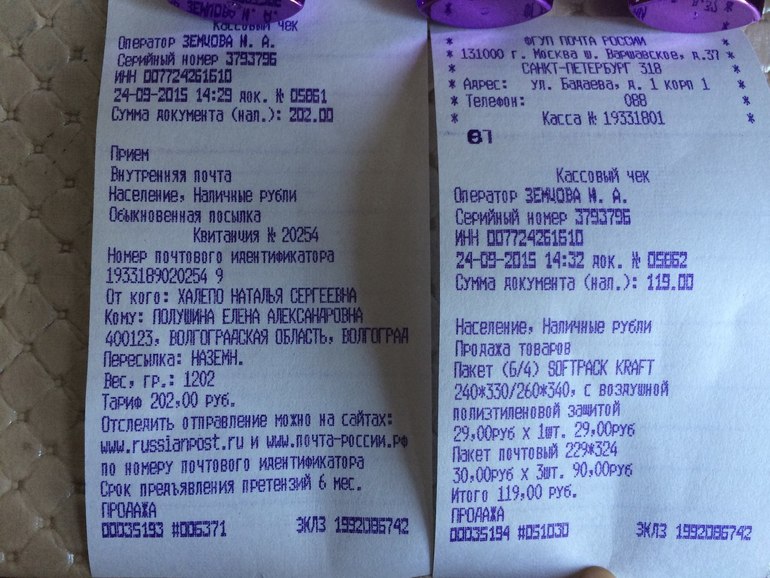 Кассовый чек
Оператор ЗЕМЦОВА И. А.
Серийный номер 3793796
ИНН 007724261610
24-09-2015 14:29 док. № 05861
Сумма документа (нал.): 202.00
Прием
Внутренняя почта
Население, Наличные рубли
Обыкновенная посылка
Квитанция № 20254
Номер почтового идентификатора
1933189020254 9
От кого: ХАЛЕПО НАТАЛЬЯ СЕРГЕЕВНА
Кому: ПОЛУШИНА ЕЛЕНА АЛЕКСАНДРОВНА
400123, ВОЛГОГРАДСКАЯ ОБЛАСТЬ, ВОЛГОГРАД
Пересылка: НАЗЕМН.
Вес, гр.: 1202
Тариф 202,00 руб.
Отследить отправление можно на сайтах:
www.russianpost.ru и www.почта-россии.рф
по номеру почтового идентификатора
Срок предъявления претензий 6 мес.
ПРОДАЖА
00035193 #006371 ЭКЛЗ 1992086742
* ФГУП ПОЧТА РОССИИ *
* 131000 г. Москва ш. Варшавское, д.37 *
* САНКТ-ПЕТЕРБУРГ 318 *
* Адрес: ул. Бадаева, д. 1 корп 1 *
* Телефон: 088 *
* Касса № 19331801 *
Кассовый чек
Оператор ЗЕМЦОВА И. А.
Серийный номер 3793796
ИНН 007724261610
24-09-2015 14:32 док. № 05862
Сумма документа (нал.): 119.00
Население, Наличные рубли
Продажа товаров
Пакет (Б/4) SOFTPACK KRAFT
240*330/260*340, с воздушной
полиэтиленовой защитой
29,00руб X 1шт. 29,00руб
Пакет почтовый 229*324
30,00руб X 3шт. 90,00руб
Итого 119,00 руб.
ПРОДАЖА
00035194 #051030 ЭКЛЗ 1992086742